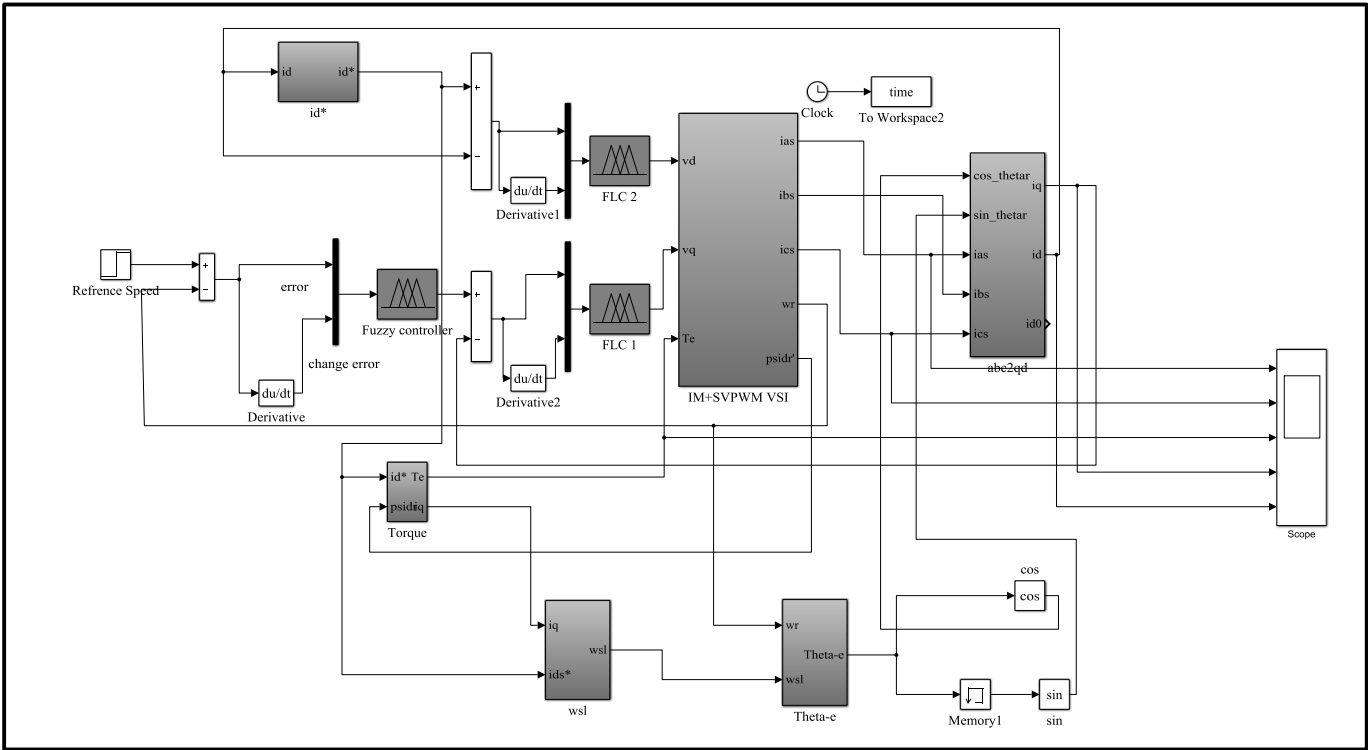 id
id*
id*
+
−
du/dt
Derivative1
FLC 2
Clock
time
To Workspace2
vd
vq
Te
ias
ibs
ics
wr
psidr'
IM+SVPWM VSI
cos_thetar
sin_thetar
ias
ibs
ics
iq
id
id0
abc2qd
Refrence Speed
+
−
error
change error
du/dt
Derivative
Fuzzy controller
+
−
du/dt
Derivative2
FLC 1
id*
Te
psidr
iq
Torque
Scope
iq
ids*
wsl
wsl
wr
wsl
Theta-e
Theta-e
cos
cos
Memory1
sin
sin